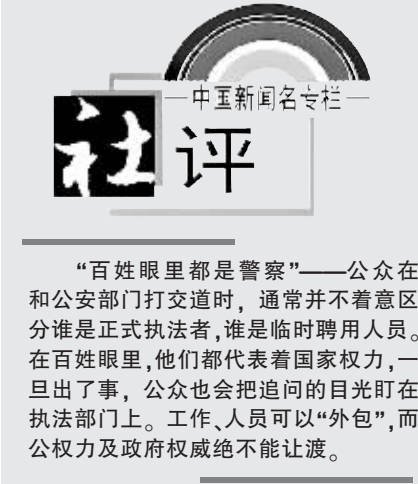 中国新闻名专栏
社评
“百姓眼里都是警察”——公众在
和公安部门打交道时，通常并不着意区
分谁是正式执法者,谁是临时聘用人员。
在百姓眼里,他们都代表着国家权力,一
旦出了事，公众也会把追问的目光盯在
执法部门上。工作、人员可以“外包”,而
公权力及政府权威绝不能让渡。